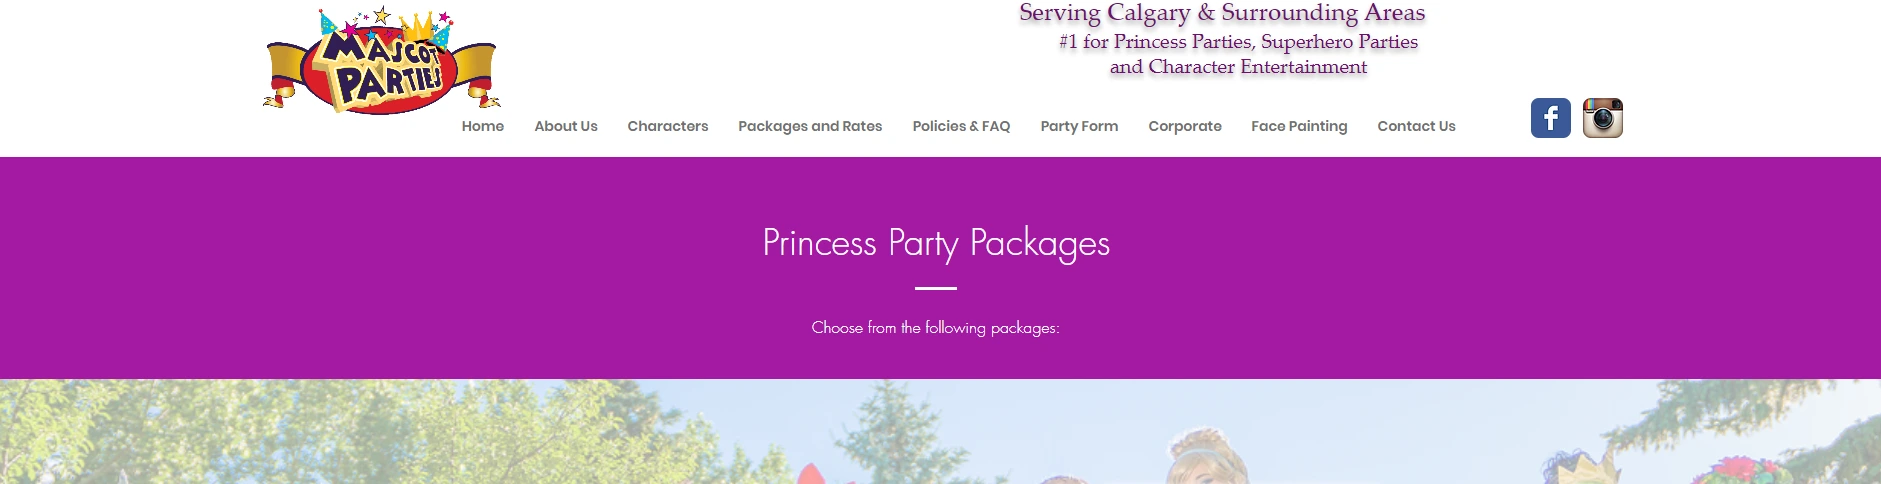 MASCOT
PARTIES
Serving Calgary & Surrounding Areas
#1 for Princess Parties, Superhero Parties
and Character Entertainment
Home About Us Characters Packages and Rates Policies & FAQ Party Form Corporate Face Painting Contact Us
Princess Party Packages
Choose from the following packages: